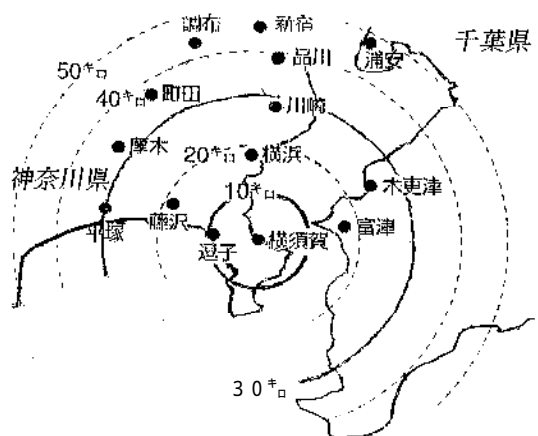 調布
新宿
千葉県
品川
浦安
50キロ
40キロ
町田
川崎
摩木
20キロ
横浜
神奈川県
10キロ
木更津
平塚
藤沢
逗子
横須賀
富津
30キロ